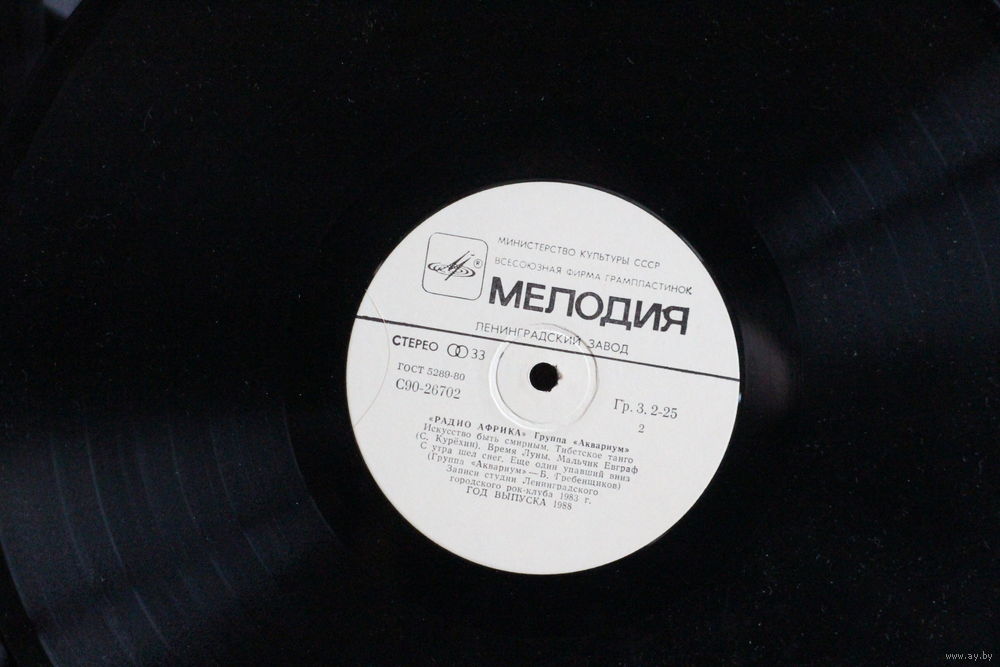 МИНИСТЕРСТВО КУЛЬТУРЫ СССР
ВСЕСОЮЗНАЯ ФИРМА ГРАМПЛАСТИНОК
®
МЕЛОДИЯ
ЛЕНИНГРАДСКИЙ ЗАВОД
СТЕРЕО 33
ГОСТ 5289-80
С90-26702
Гр. 3. 2-25
2
«РАДИО АФРИКА» Группа «Аквариум»
Искусство быть смирным. Тибетское танго
(С. Курёхин). Время Луны. Мальчик Евграф
С утра шел снег. Еще один упавший вниз
(Группа «Аквариум» — Б. Гребенщиков)
Записи студии Ленинградского
городского рок-клуба 1983 г.
ГОД ВЫПУСКА 1988
www.ay.by